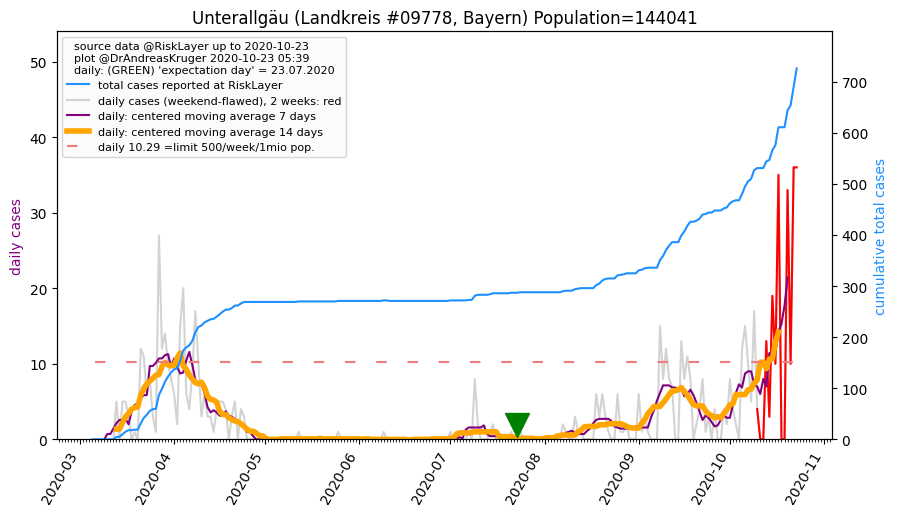 Unterallgäu (Landkreis #09778, Bayern) Population=144041
source data @RiskLayer up to 2020-10-23
plot @DrAndreasKruger 2020-10-23 05:39
daily: (GREEN) 'expectation day' = 23.07.2020
total cases reported at RiskLayer
daily cases (weekend-flawed), 2 weeks: red
daily: centered moving average 7 days
daily: centered moving average 14 days
daily 10.29 =limit 500/week/1mio pop.
daily cases
50
40
30
20
10
0
cumulative total cases
700
600
500
400
300
200
100
0
2020-03
2020-04
2020-05
2020-06
2020-07
2020-08
2020-09
2020-10
2020-11